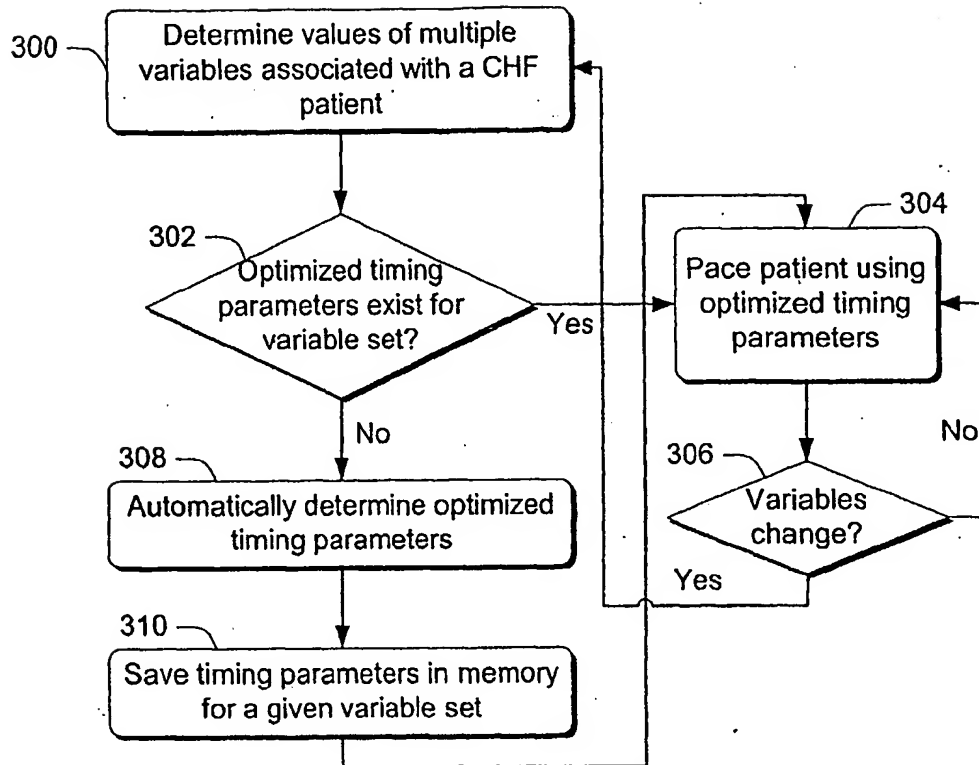 300
Determine values of multiple
variables associated with a CHF
patient
302
Optimized timing
parameters exist for
variable set?
Yes
No
304
Pace patient using
optimized timing
parameters
306
Variables
change?
No
Yes
308
Automatically determine optimized
timing parameters
310
Save timing parameters in memory
for a given variable set